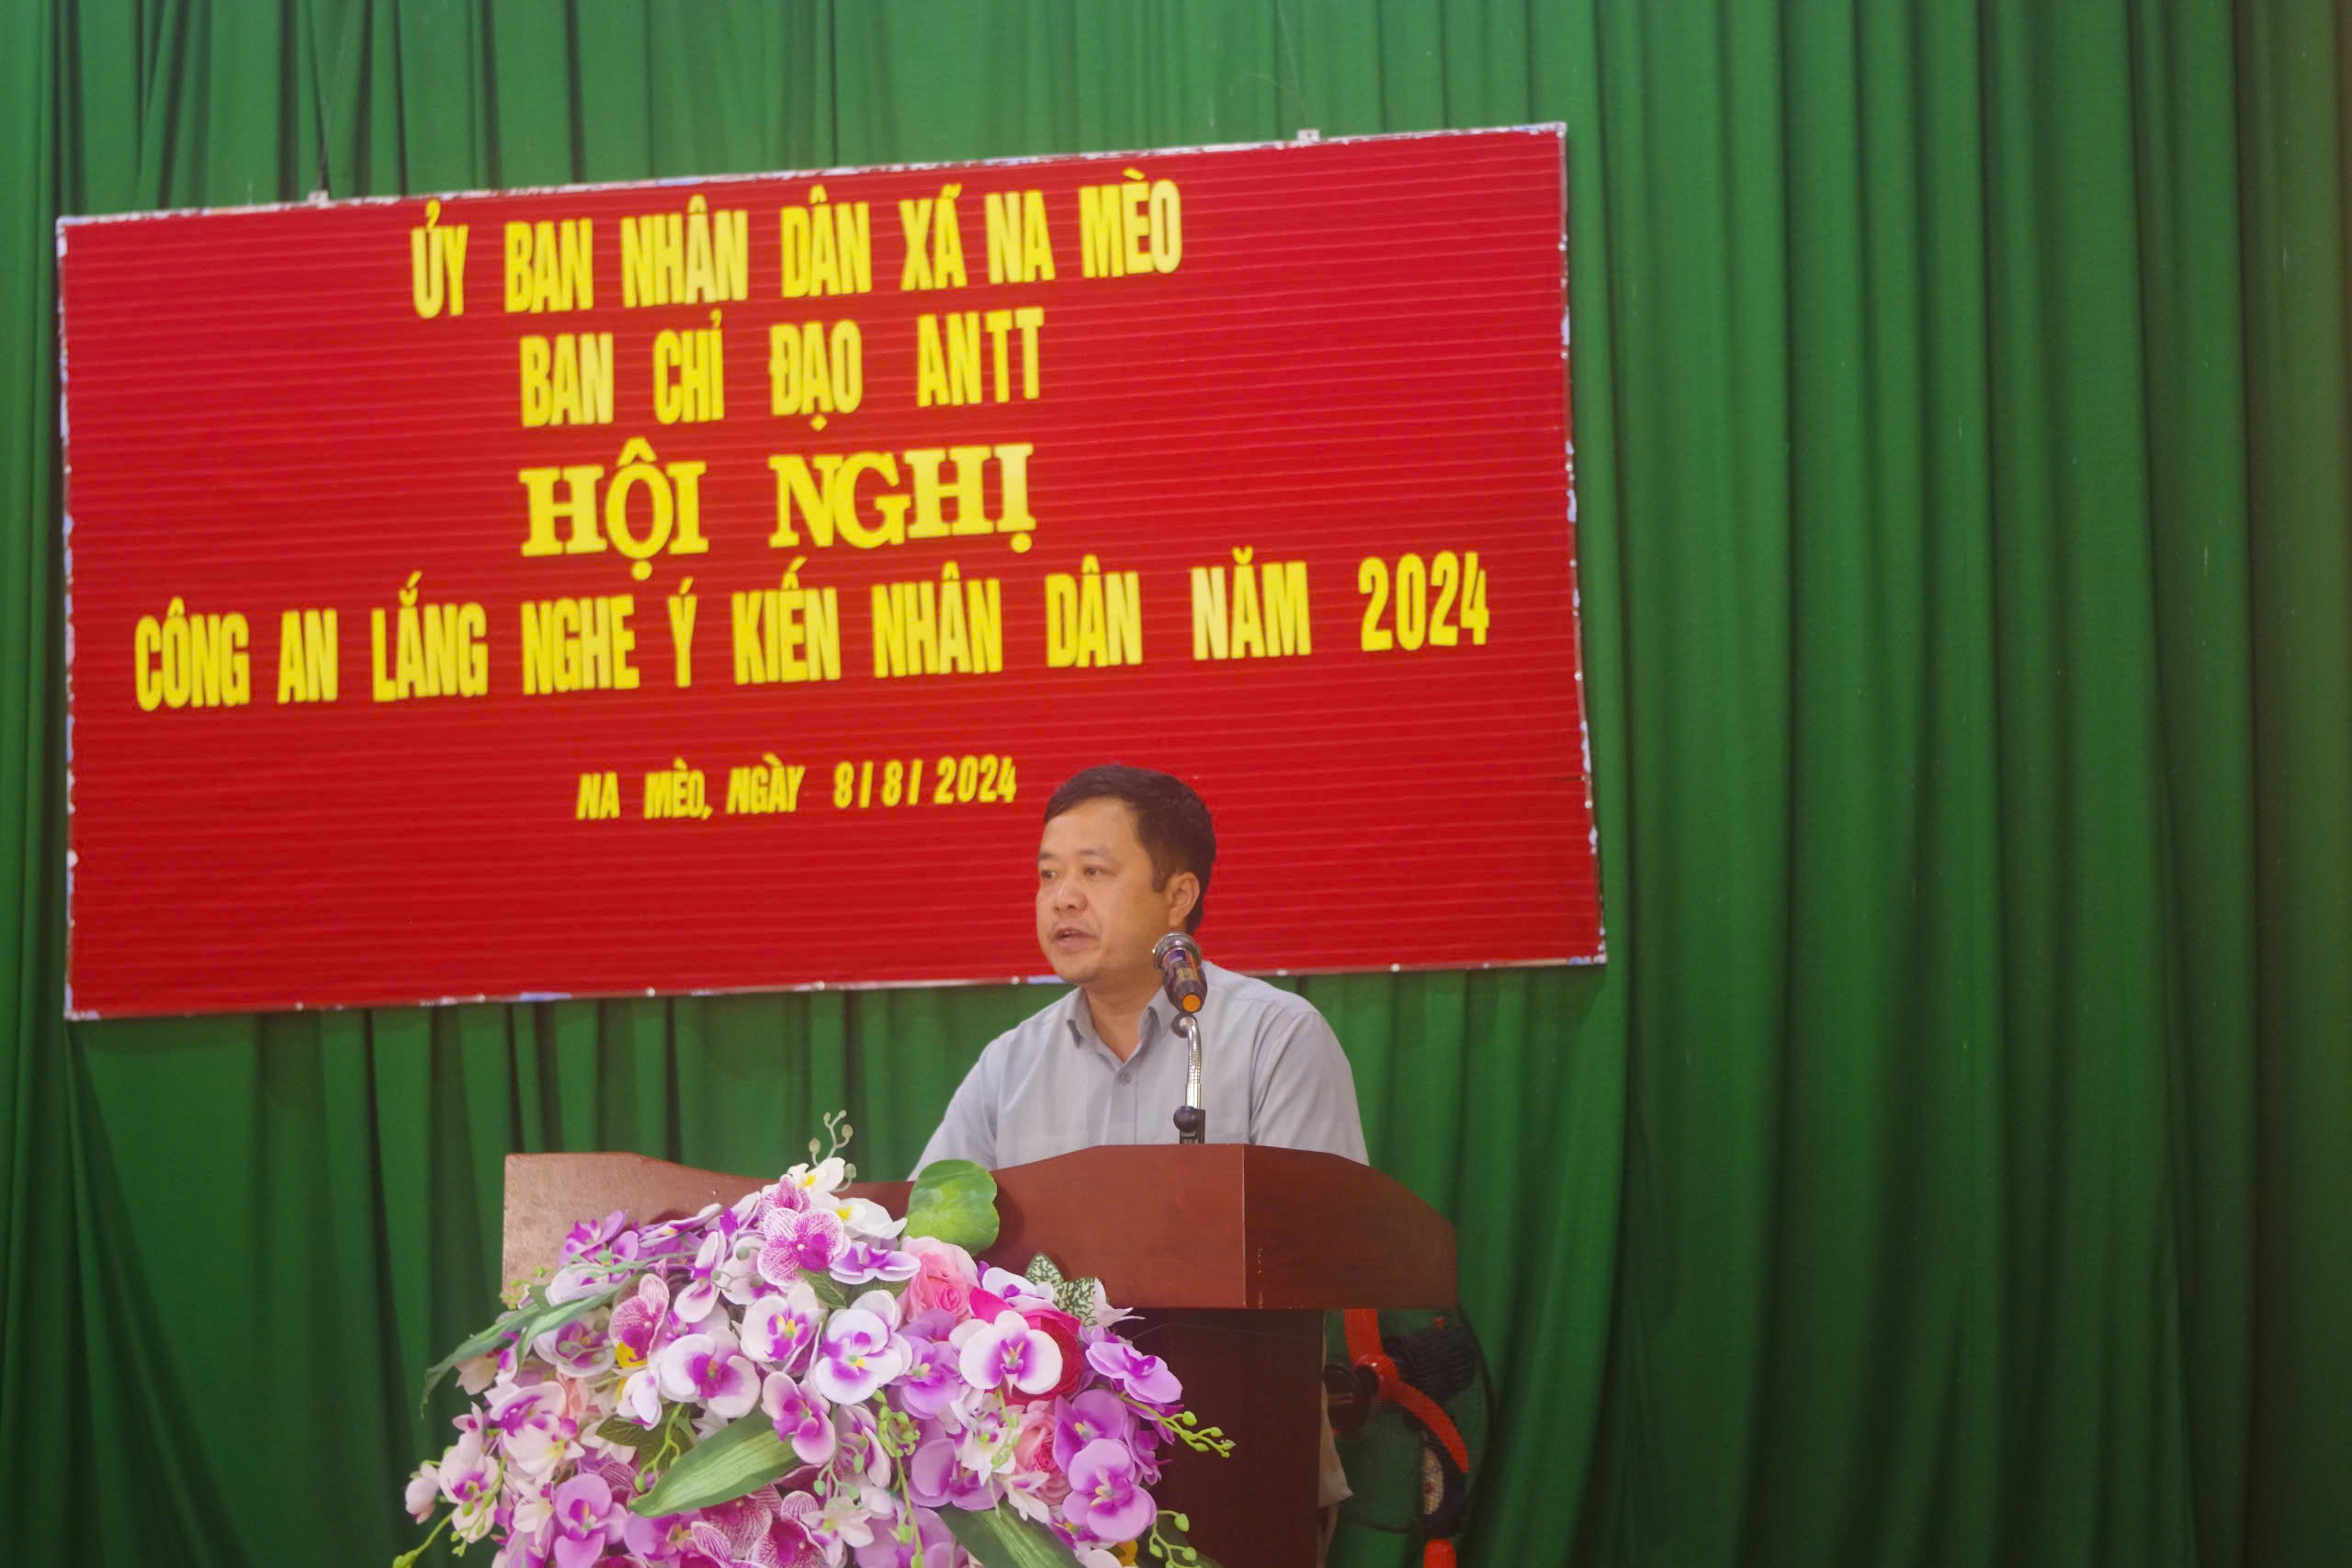 ỦY BAN NHÂN DÂN XÃ NA MÈO
BAN CHỈ ĐẠO ANTT
HỘI NGHỊ
CÔNG AN LẮNG NGHE Ý KIẾN NHÂN DÂN NĂM 2024
NA MÈO, NGÀY 8/8/2024